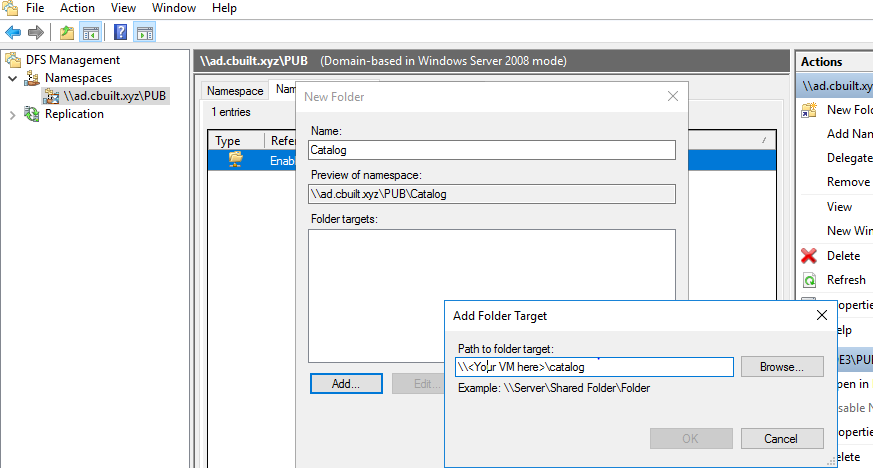 File Action View Window Help
DFS Management
Namespaces
\\ad.cbuilt.xyz\PUB
Replication
\\ad.cbuilt.xyz\PUB (Domain-based in Windows Server 2008 mode)
Namespace Nam
1 entries
Type Refere
Enabl
New Folder
Name:
Catalog
Preview of namespace:
\\ad.cbuilt.xyz\PUB\Catalog
Folder targets:
Add... Edit...
Add Folder Target
Path to folder target:
\\<Your VM here>\catalog
Browse...
Example: \\Server\Shared Folder\Folder
OK Cancel
Actions
\\ad.cbuilt.xy
New Fold
Add Nam
Delegate
Remove
View
New Win
Delete
Refresh
opertie
elp
E3\PU
pen in
isable N
opertie
elete